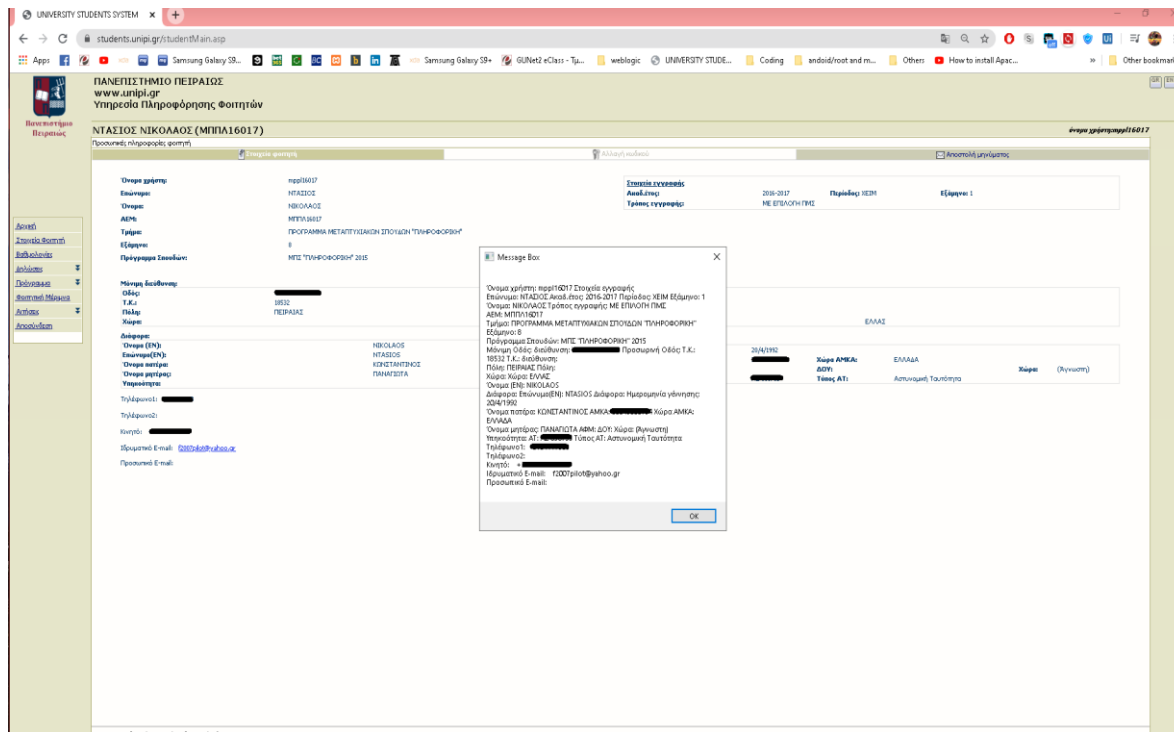 UNIVERSITY STUDENTS SYSTEM
students.unipi.gr/studentMain.asp
Apps
Samsung Galaxy S9...
Samsung Galaxy S9+
GUNet2 eClass - Τμ...
weblogic
UNIVERSITY STUDE...
Coding
andoid/root and m...
Others
How to install Apac...
»
Other bookmark
ΠΑΝΕΠΙΣΤΗΜΙΟ ΠΕΙΡΑΙΩΣ
www.unipi.gr
Υπηρεσία Πληροφόρησης Φοιτητών
Πανεπιστήμιο
Πειραιώς
ΝΤΑΣΙΟΣ ΝΙΚΟΛΑΟΣ (ΜΠΠΛ16017)
όνομα χρήστη:mppl16017
Προσωπικές πληροφορίες φοιτητή
Στοιχεία φοιτητή
Αλλαγή κωδικού
Αποστολή μηνύματος
Αρχική
Στοιχεία Φοιτητή
Βαθμολογίες
Δηλώσεις
Πρόγραμμα
Φοιτητική Μέριμνα
Αιτήσεις
Αποσύνδεση
Όνομα χρήστη: mppl16017
Επώνυμο: ΝΤΑΣΙΟΣ
Όνομα: ΝΙΚΟΛΑΟΣ
ΑΕΜ: ΜΠΠΛ16017
Τμήμα: ΠΡΟΓΡΑΜΜΑ ΜΕΤΑΠΤΥΧΙΑΚΩΝ ΣΠΟΥΔΩΝ "ΠΛΗΡΟΦΟΡΙΚΗ"
Εξάμηνο: 8
Πρόγραμμα Σπουδών: ΜΠΣ "ΠΛΗΡΟΦΟΡΙΚΗ" 2015
Στοιχεία εγγραφής
Ακαδ.έτος: 2016-2017 Περίοδος: ΧΕΙΜ Εξάμηνο: 1
Τρόπος εγγραφής: ΜΕ ΕΠΙΛΟΓΗ ΠΜΣ
Μόνιμη διεύθυνση:
Οδός:
Τ.Κ.: 18532
Πόλη: ΠΕΙΡΑΙΑΣ
Χώρα: ΕΛΛΑΣ
Διάφορα:
Όνομα (EN): NIKOLAOS
Επώνυμο(EN): NTASIOS
Όνομα πατέρα: ΚΩΝΣΤΑΝΤΙΝΟΣ
Όνομα μητέρας: ΠΑΝΑΓΙΩΤΑ
Υπηκοότητα:
20/4/1992
Χώρα ΑΜΚΑ: ΕΛΛΑΔΑ
ΔΟΥ: Χώρα: (Άγνωστη)
Τύπος ΑΤ: Αστυνομική Ταυτότητα
Τηλέφωνο1:
Τηλέφωνο2:
Κινητό:
Ιδρυματικό E-mail: f2007pilot@yahoo.gr
Προσωπικό E-mail:
Message Box
Όνομα χρήστη: mppl16017 Στοιχεία εγγραφής
Επώνυμο: ΝΤΑΣΙΟΣ Ακαδ.έτος: 2016-2017 Περίοδος: ΧΕΙΜ Εξάμηνο: 1
Όνομα: ΝΙΚΟΛΑΟΣ Τρόπος εγγραφής: ΜΕ ΕΠΙΛΟΓΗ ΠΜΣ
ΑΕΜ: ΜΠΠΛ16017
Τμήμα: ΠΡΟΓΡΑΜΜΑ ΜΕΤΑΠΤΥΧΙΑΚΩΝ ΣΠΟΥΔΩΝ "ΠΛΗΡΟΦΟΡΙΚΗ"
Εξάμηνο: 8
Πρόγραμμα Σπουδών: ΜΠΣ "ΠΛΗΡΟΦΟΡΙΚΗ" 2015
Μόνιμη Οδός: διεύθυνση: Προσωρινή Οδός: Τ.Κ.:
18532 Τ.Κ.: διεύθυνση:
Πόλη: ΠΕΙΡΑΙΑΣ Πόλη:
Χώρα: Χώρα: ΕΛΛΑΣ
Όνομα (EN): NIKOLAOS
Διάφορα: Επώνυμο(EN): NTASIOS Διάφορα: Ημερομηνία γέννησης:
20/4/1992
Όνομα πατέρα: ΚΩΝΣΤΑΝΤΙΝΟΣ ΑΜΚΑ: Χώρα ΑΜΚΑ:
ΕΛΛΑΔΑ
Όνομα μητέρας: ΠΑΝΑΓΙΩΤΑ ΑΦΜ: ΔΟΥ: Χώρα: (Άγνωστη)
Υπηκοότητα: ΑΤ: Τύπος ΑΤ: Αστυνομική Ταυτότητα
Τηλέφωνο1:
Τηλέφωνο2:
Κινητό: +
Ιδρυματικό E-mail: f2007pilot@yahoo.gr
Προσωπικό E-mail:
OK